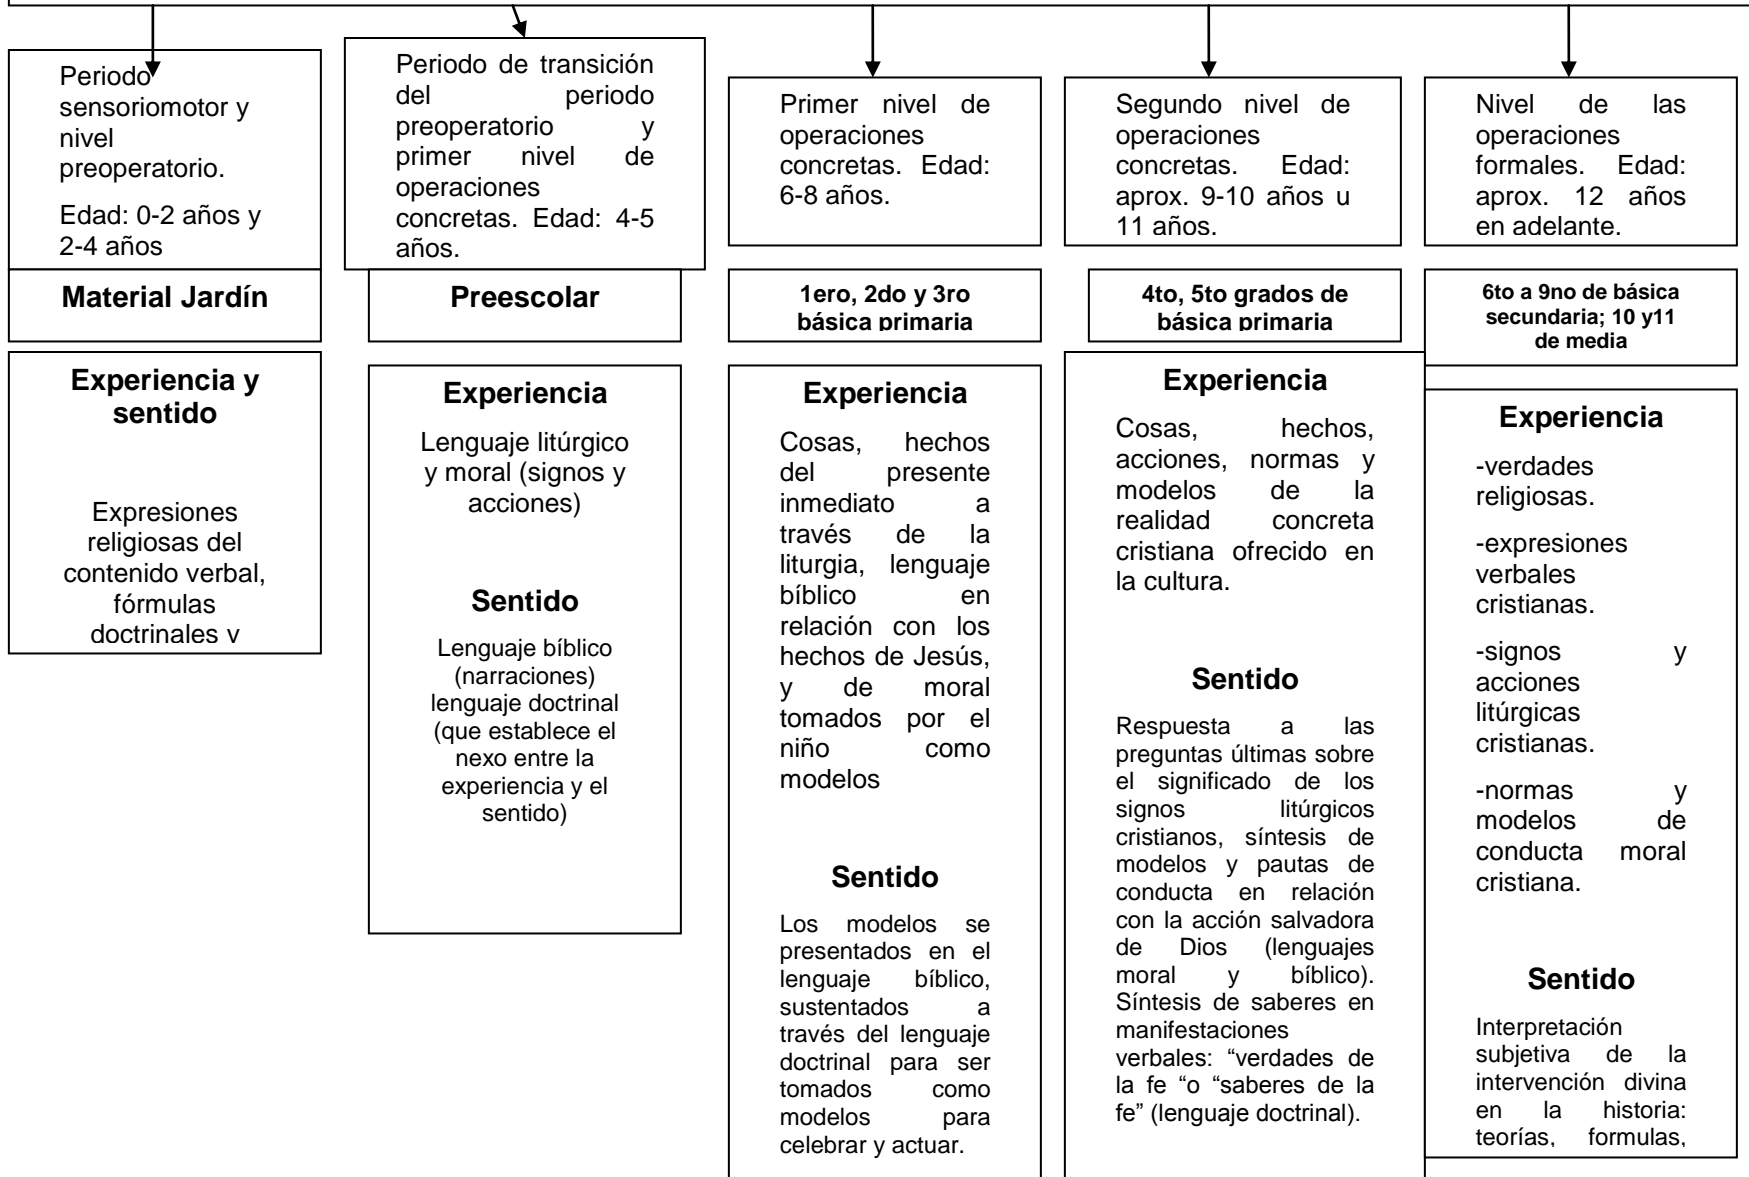 Periodo
sensoriomotor y
nivel
preoperatorio.
Edad: 0-2 años y
2-4 años
Material Jardín
Experiencia y
sentido
Expresiones
religiosas del
contenido verbal,
fórmulas
doctrinales y
Periodo de transición
del periodo
preoperatorio y
primer nivel de
operaciones
concretas. Edad: 4-5
años.
Preescolar
Experiencia
Lenguaje litúrgico
y moral (signos y
acciones)
Sentido
Lenguaje bíblico
(narraciones)
lenguaje doctrinal
(que establece el
nexo entre la
experiencia y el
sentido)
Primer nivel de
operaciones
concretas. Edad:
6-8 años.
1ero, 2do y 3ro
básica primaria
Experiencia
Cosas, hechos
del presente
inmediato a
través de la
liturgia, lenguaje
bíblico en
relación con los
hechos de Jesús,
y de moral
tomados por el
niño como
modelos
Sentido
Los modelos se
presentados en el
lenguaje bíblico,
sustentados a
través del lenguaje
doctrinal para ser
tomados como
modelos para
celebrar y actuar.
Segundo nivel de
operaciones
concretas. Edad:
aprox. 9-10 años u
11 años.
4to, 5to grados de
básica primaria
Experiencia
Cosas, hechos,
acciones, normas y
modelos de la
realidad concreta
cristiana ofrecido en
la cultura.
Sentido
Respuesta a las
preguntas últimas sobre
el significado de los
signos litúrgicos
cristianos, síntesis de
modelos y pautas de
conducta en relación
con la acción salvadora
de Dios (lenguajes
moral y bíblico).
Síntesis de saberes en
manifestaciones
verbales: “verdades de
la fe “o “saberes de la
fe” (lenguaje doctrinal).
Nivel de las
operaciones
formales. Edad:
aprox. 12 años
en adelante.
6to a 9no de básica
secundaria; 10 y11
de media
Experiencia
-verdades
religiosas.
-expresiones
verbales
cristianas.
-signos y
acciones
litúrgicas
cristianas.
-normas y
modelos de
conducta moral
cristiana.
Sentido
Interpretación
subjetiva de la
intervención divina
en la historia:
teorías, formulas,